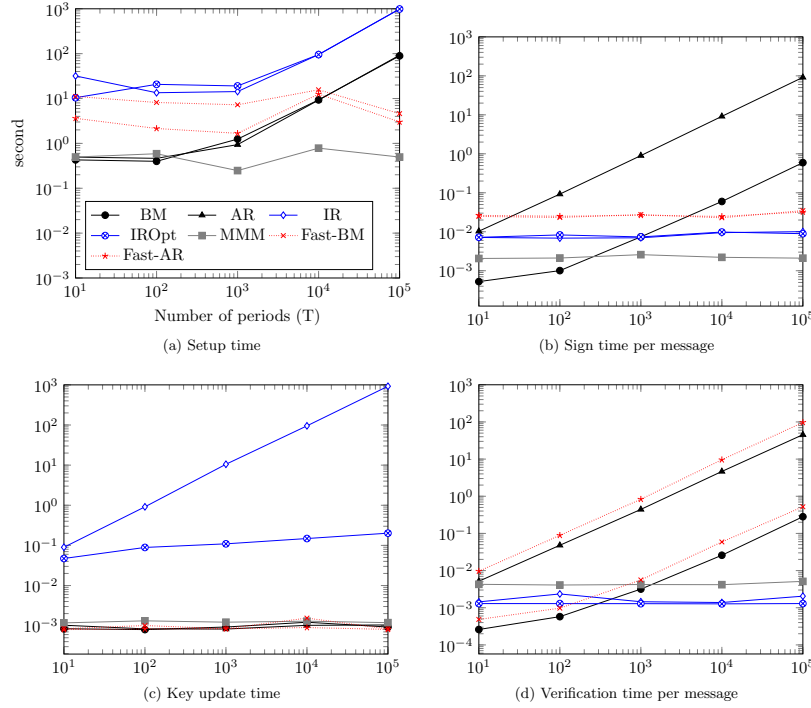 10^3
10^2
10^1
10^0
10^-1
10^-2
10^-3
second
BM AR IR
IROpt MMM Fast-BM
Fast-AR
10^1 10^2 10^3 10^4 10^5
Number of periods (T)
(a) Setup time
10^3
10^2
10^1
10^0
10^-1
10^-2
10^-3
10^1 10^2 10^3 10^4 10^5
(b) Sign time per message
10^3
10^2
10^1
10^0
10^-1
10^-2
10^-3
10^1 10^2 10^3 10^4 10^5
(c) Key update time
10^3
10^2
10^1
10^0
10^-1
10^-2
10^-3
10^-4
10^1 10^2 10^3 10^4 10^5
(d) Verification time per message